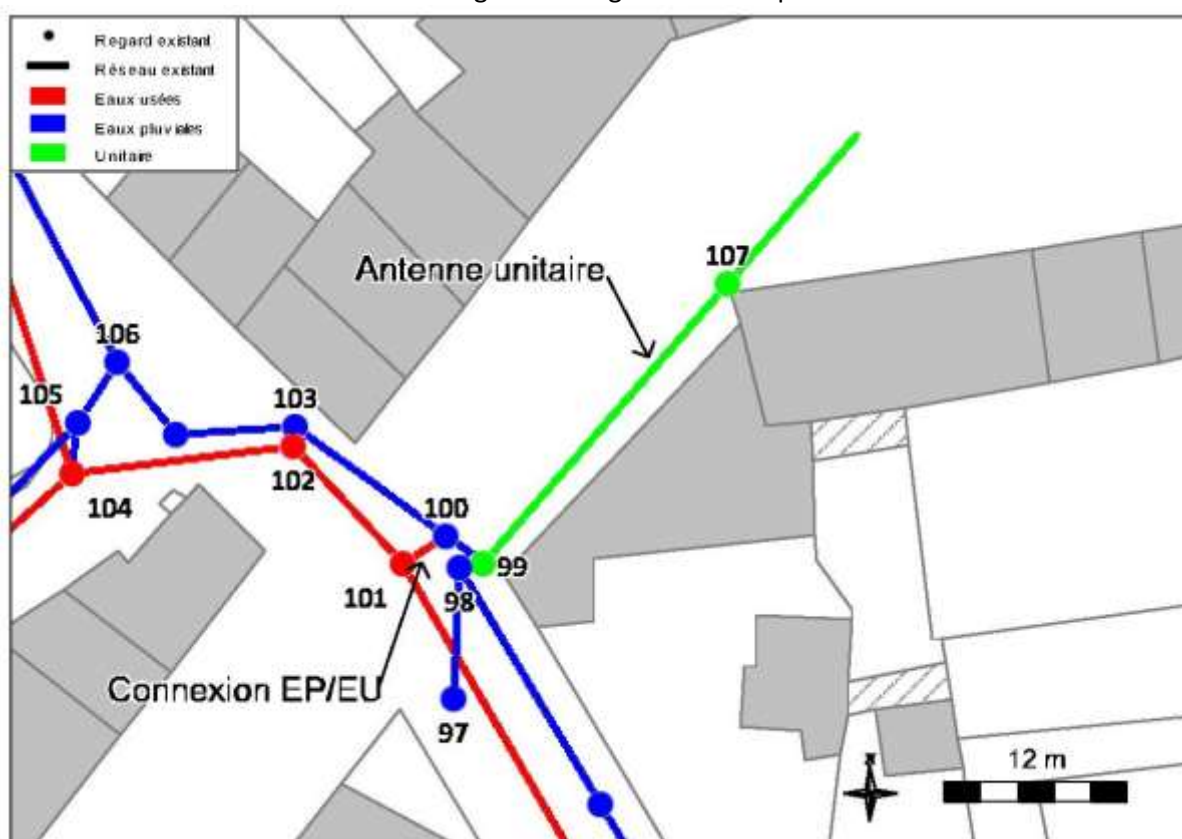 Regard existant
Réseau existant
Eaux usées
Eaux pluviales
Unitaire
107
Antenne unitaire
106
105
103
102
100
104
99
101
98
Connexion EP/EU
97
12 m